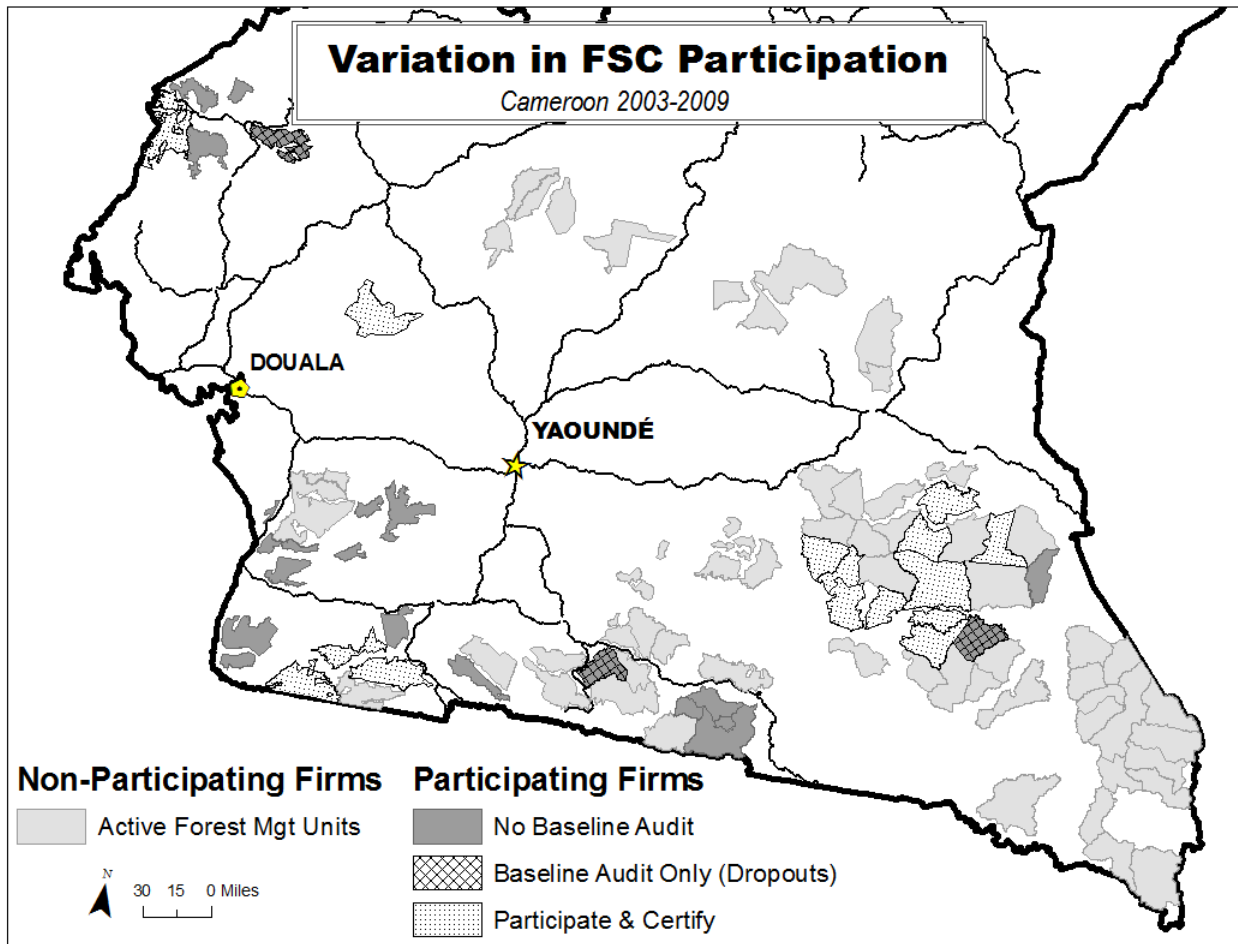 Variation in FSC Participation
Cameroon 2003-2009
DOUALA
YAOUNDÉ
Non-Participating Firms
Active Forest Mgt Units
N
30 15 0 Miles
Participating Firms
No Baseline Audit
Baseline Audit Only (Dropouts)
Participate & Certify